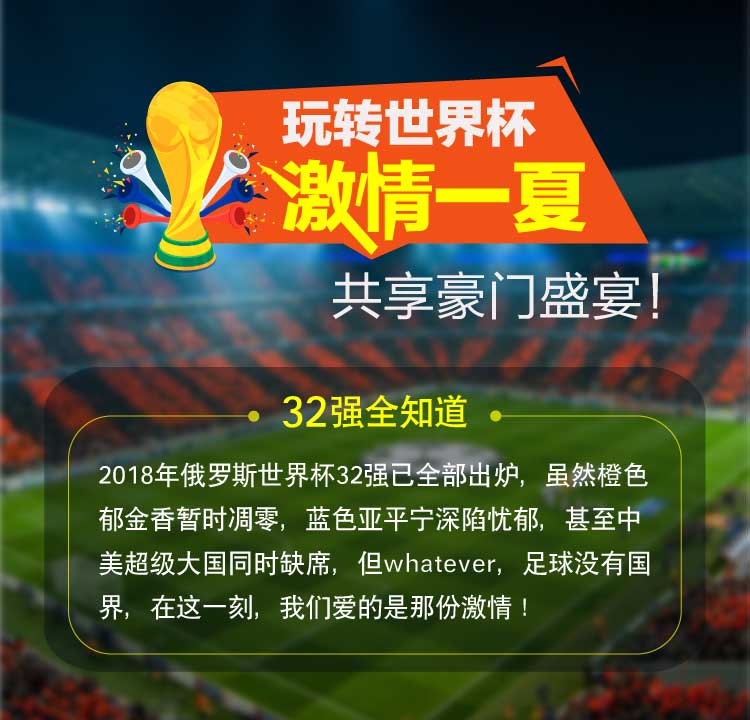 玩转世界杯
激情一夏
共享豪门盛宴!
32强全知道
2018年俄罗斯世界杯32强已全部出炉，虽然橙色
郁金香暂时凋零，蓝色亚平宁深陷忧郁，甚至中
美超级大国同时缺席，但whatever，足球没有国
界，在这一刻，我们爱的是那份激情！